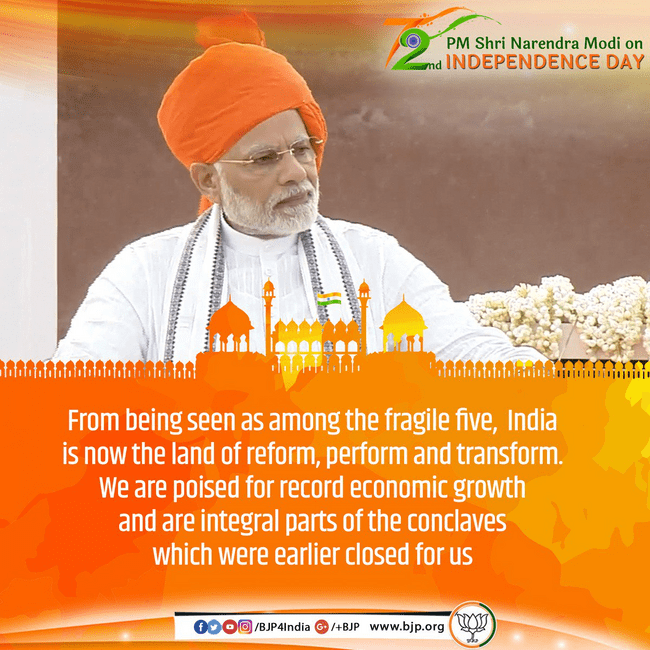 72nd
PM Shri Narendra Modi on
INDEPENDENCE DAY
From being seen as among the fragile five, India
is now the land of reform, perform and transform.
We are poised for record economic growth
and are integral parts of the conclaves
which were earlier closed for us
/BJP4India /+BJP www.bjp.org